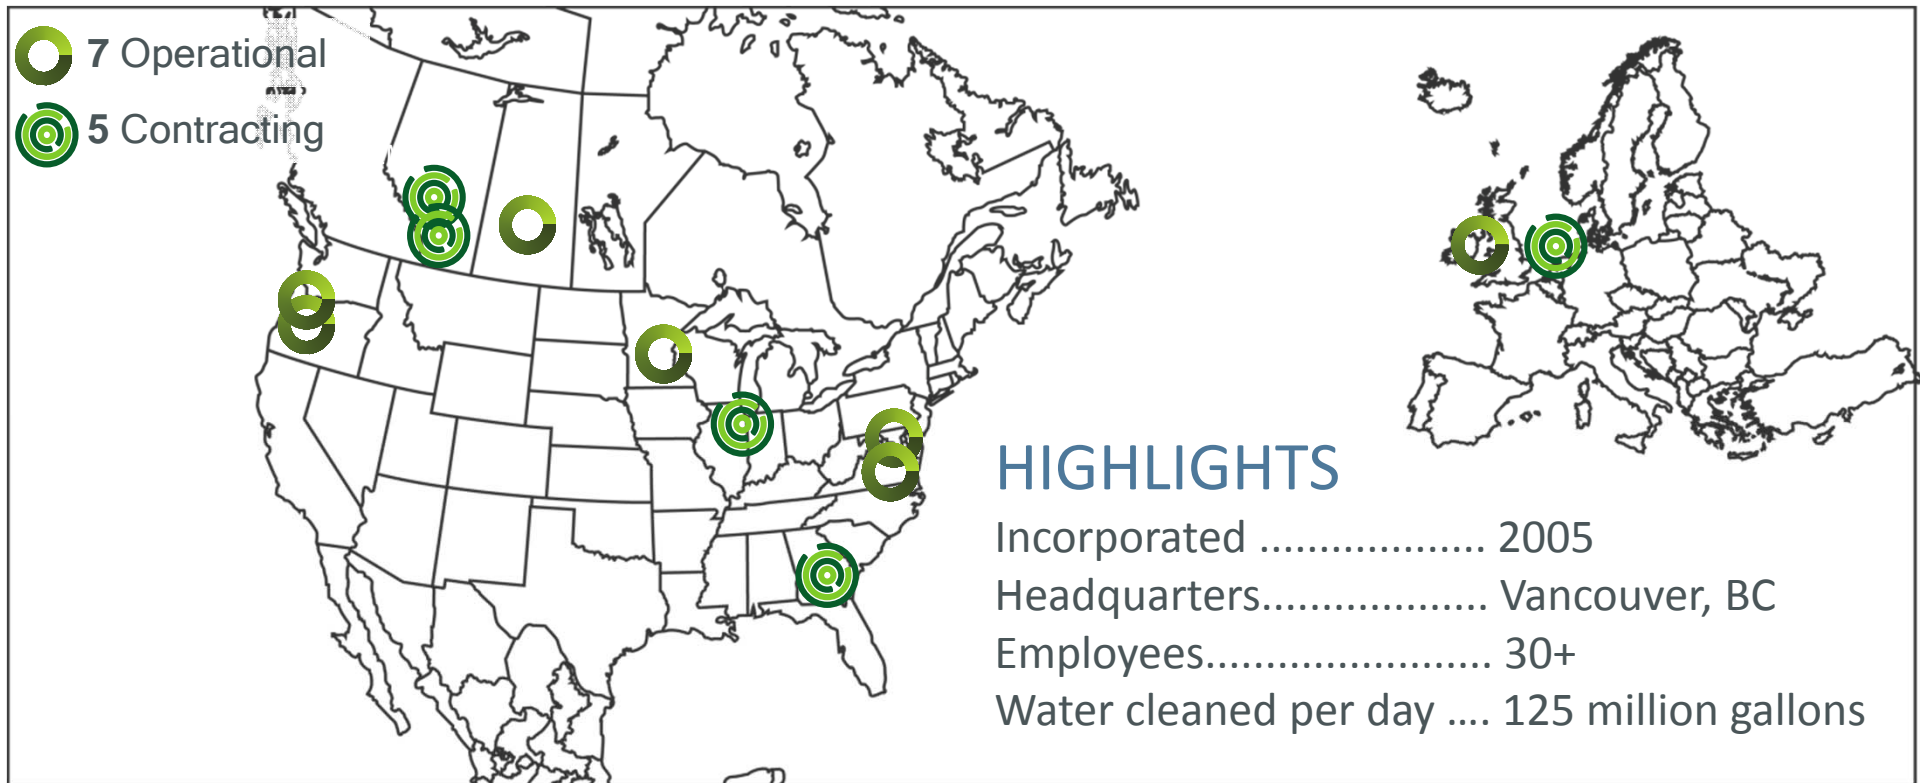 7 Operational
5 Contracting
HIGHLIGHTS
Incorporated ................... 2005
Headquarters................... Vancouver, BC
Employees........................ 30+
Water cleaned per day .... 125 million gallons